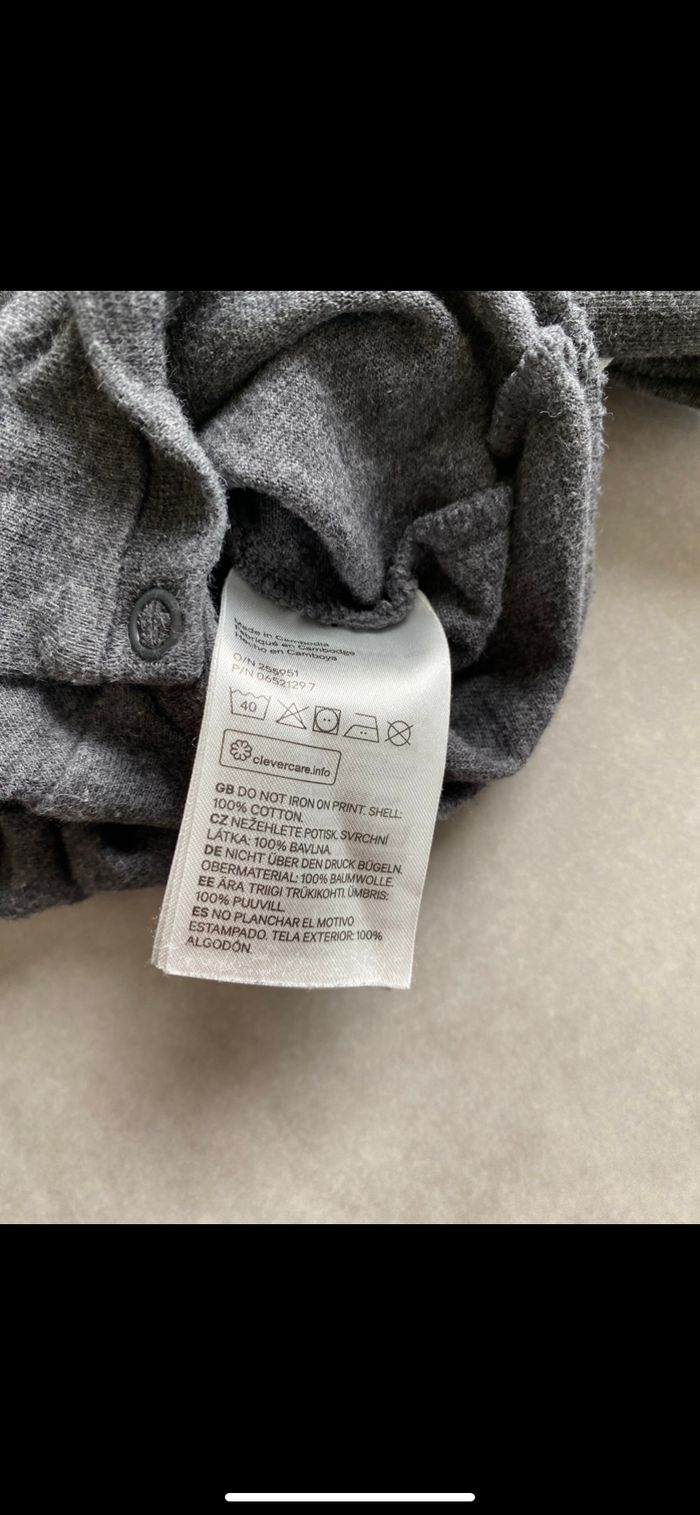 Made in Cambodia
Fabriqué en Cambodge
Hecho en Camboya
O/N 255951
P/N 06521297
40
clevercare.info
GB DO NOT IRON ON PRINT. SHELL:
100% COTTON.
CZ NEŽEHLETE POTISK. SVRCHNÍ
LÁTKA: 100% BAVLNA.
DE NICHT ÜBER DEN DRUCK BÜGELN.
OBERMATERIAL: 100% BAUMWOLLE.
EE ÄRA TRIIGI TRÜKIKOHTI. ÜMBRIS:
100% PUUVILL.
ES NO PLANCHAR EL MOTIVO
ESTAMPADO. TELA EXTERIOR: 100%
ALGODÓN.